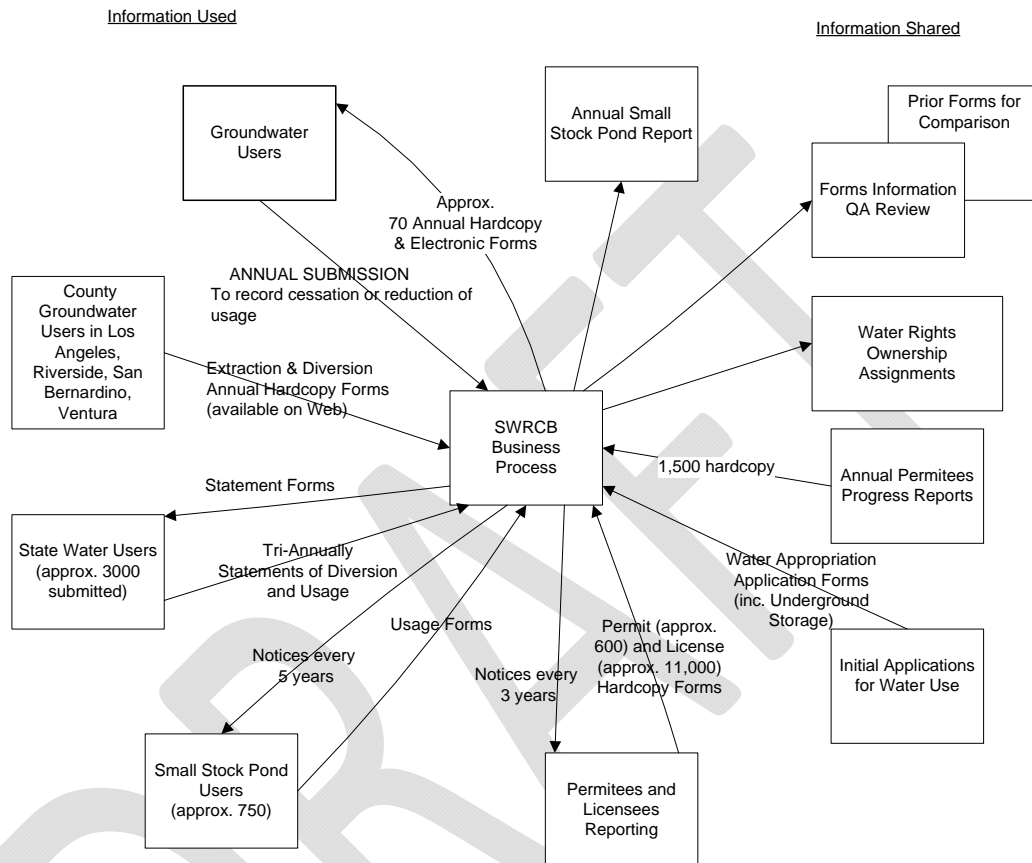 Information Used
Information Shared
Groundwater
Users
Annual Small
Stock Pond Report
Prior Forms for
Comparison
Forms Information
QA Review
Approx.
70 Annual Hardcopy
& Electronic Forms
ANNUAL SUBMISSION
To record cessation or reduction of
usage
County
Groundwater
Users in Los
Angeles,
Riverside, San
Bernardino,
Ventura
Extraction & Diversion
Annual Hardcopy Forms
(available on Web)
Water Rights
Ownership
Assignments
SWRCB
Business
Process
1,500 hardcopy
Annual Permitees
Progress Reports
Statement Forms
State Water Users
(approx. 3000
submitted)
Tri-Annually
Statements of Diversion
and Usage
Water Appropriation
Application Forms
(inc. Underground
Storage)
Usage Forms
Permit (approx.
600) and License
(approx. 11,000)
Hardcopy Forms
Initial Applications
for Water Use
Notices every
5 years
Notices every
3 years
Small Stock Pond
Users
(approx. 750)
Permitees and
Licensees
Reporting
DRAFT